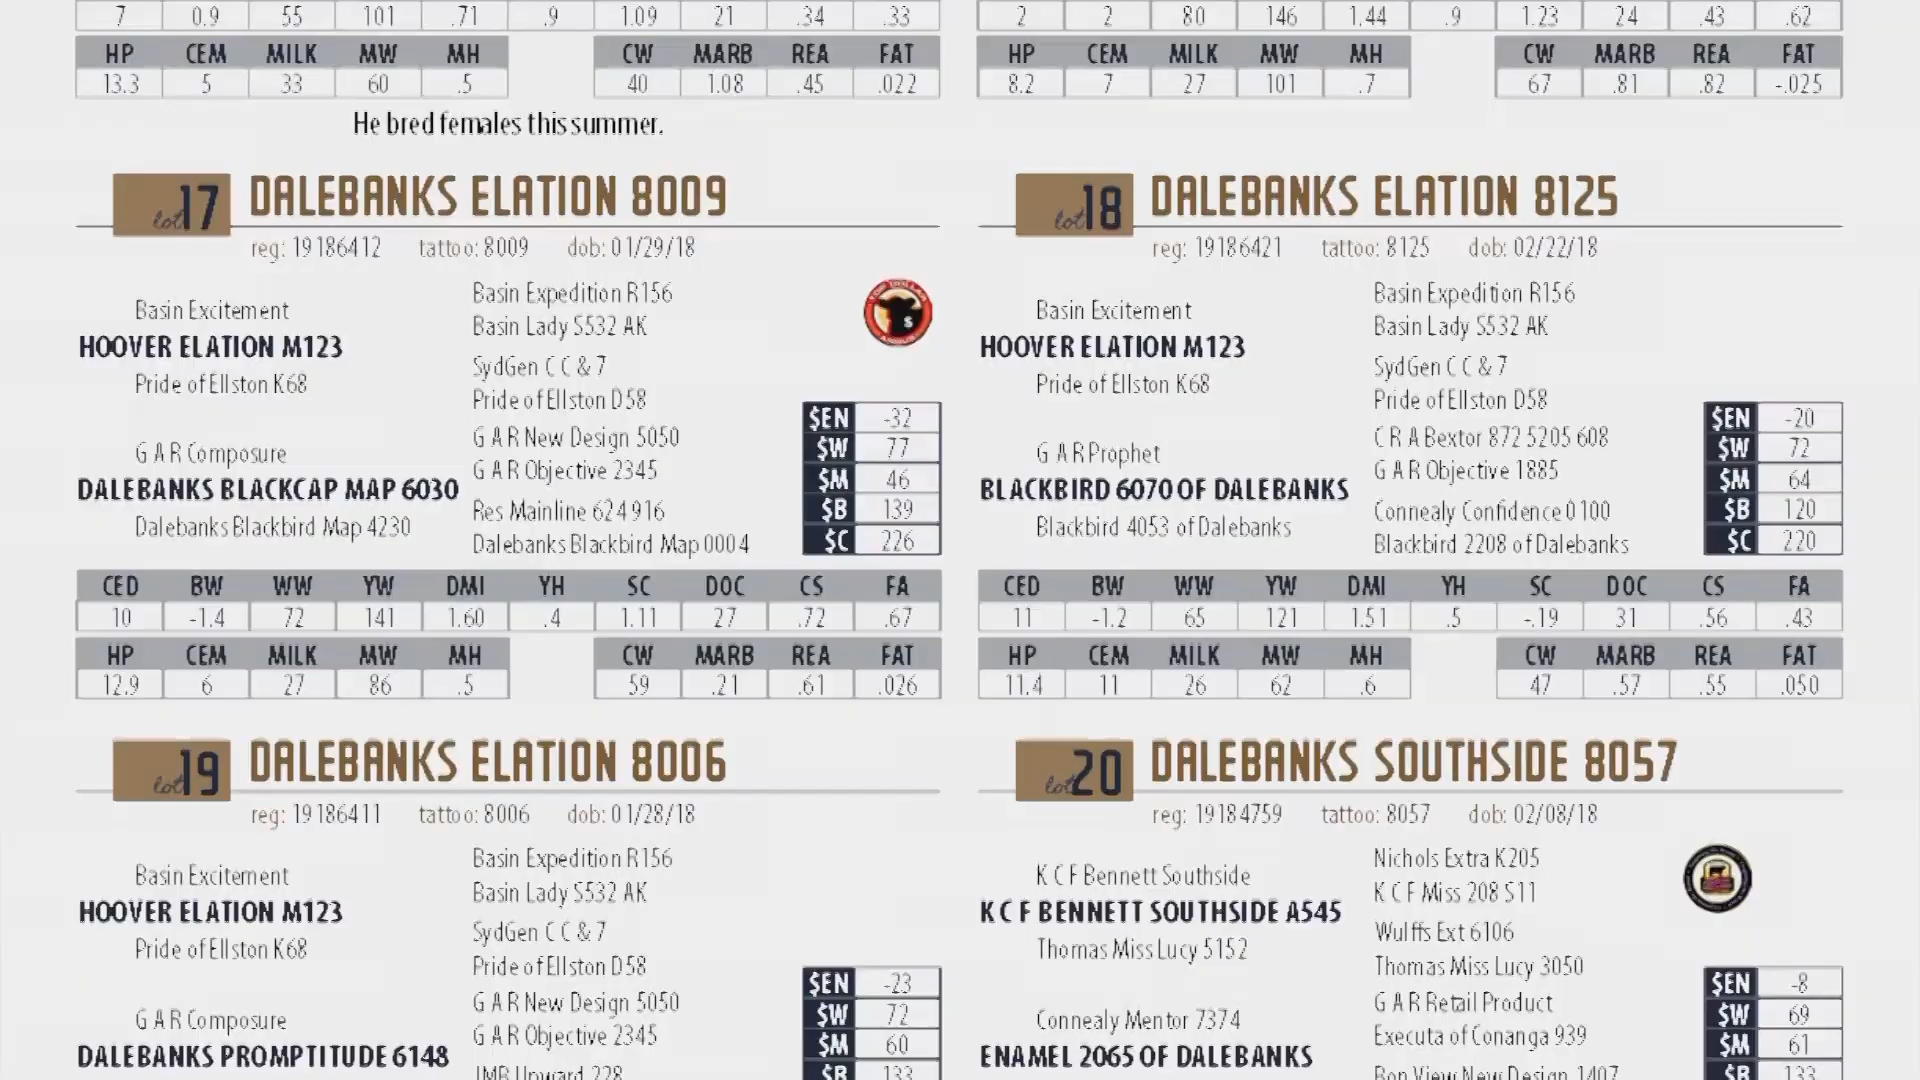 7 0.9 55 101 .71 .9 1.09 21 .34 .33
HP CEM MILK MW MH CW MARB REA FAT
13.3 5 33 60 .5 40 1.08 .45 .022
He bred females this summer.
2 2 80 146 1.44 .9 1.23 24 .43 .62
HP CEM MILK MW MH CW MARB REA FAT
8.2 7 27 101 .7 67 .81 .82 -.025
lot 17 DALEBANKS ELATION 8009
reg: 19186412 tattoo: 8009 dob: 01/29/18
Basin Expedition R156
Basin Excitement
Basin Lady S532 AK
HOOVER ELATION M123
SydGen C C & 7
Pride of Ellston K68
Pride of Ellston D58
G A R New Design 5050
G A R Composure
G A R Objective 2345
DALEBANKS BLACKCAP MAP 6030
Res Mainline 624 916
Dalebanks Blackbird Map 4230
Dalebanks Blackbird Map 0004
$EN -32
$W 77
$M 46
$B 139
$C 226
CED BW WW YW DMI YH SC DOC CS FA
10 -1.4 72 141 1.60 .4 1.11 27 .72 .67
HP CEM MILK MW MH CW MARB REA FAT
12.9 6 27 86 .5 59 .21 .61 .026
lot 18 DALEBANKS ELATION 8125
reg: 19186421 tattoo: 8125 dob: 02/22/18
Basin Expedition R156
Basin Excitement
Basin Lady S532 AK
HOOVER ELATION M123
SydGen C C & 7
Pride of Ellston K68
Pride of Ellston D58
C R A Bextor 872 5205 608
G A R Prophet
G A R Objective 1885
BLACKBIRD 6070 OF DALEBANKS
Connealy Confidence 0100
Blackbird 4053 of Dalebanks
Blackbird 2208 of Dalebanks
$EN -20
$W 72
$M 64
$B 120
$C 220
CED BW WW YW DMI YH SC DOC CS FA
11 -1.2 65 121 1.51 .5 -.19 31 .56 .43
HP CEM MILK MW MH CW MARB REA FAT
11.4 11 26 62 .6 47 .57 .55 .050
lot 19 DALEBANKS ELATION 8006
reg: 19186411 tattoo: 8006 dob: 01/28/18
Basin Expedition R156
Basin Excitement
Basin Lady S532 AK
HOOVER ELATION M123
SydGen C C & 7
Pride of Ellston K68
Pride of Ellston D58
G A R New Design 5050
G A R Composure
G A R Objective 2345
DALEBANKS PROMPTITUDE 6148
JMB Upward 228
$EN -23
$W 72
$M 60
$B 133
lot 20 DALEBANKS SOUTHSIDE 8057
reg: 19184759 tattoo: 8057 dob: 02/08/18
Nichols Extra K205
K C F Bennett Southside
K C F Miss 208 S11
K C F BENNETT SOUTHSIDE A545
Wulffs Ext 6106
Thomas Miss Lucy 5152
Thomas Miss Lucy 3050
G A R Retail Product
Connealy Mentor 7374
Executa of Conanga 939
ENAMEL 2065 OF DALEBANKS
Bon View New Design 1407
$EN -8
$W 69
$M 61
$B 133